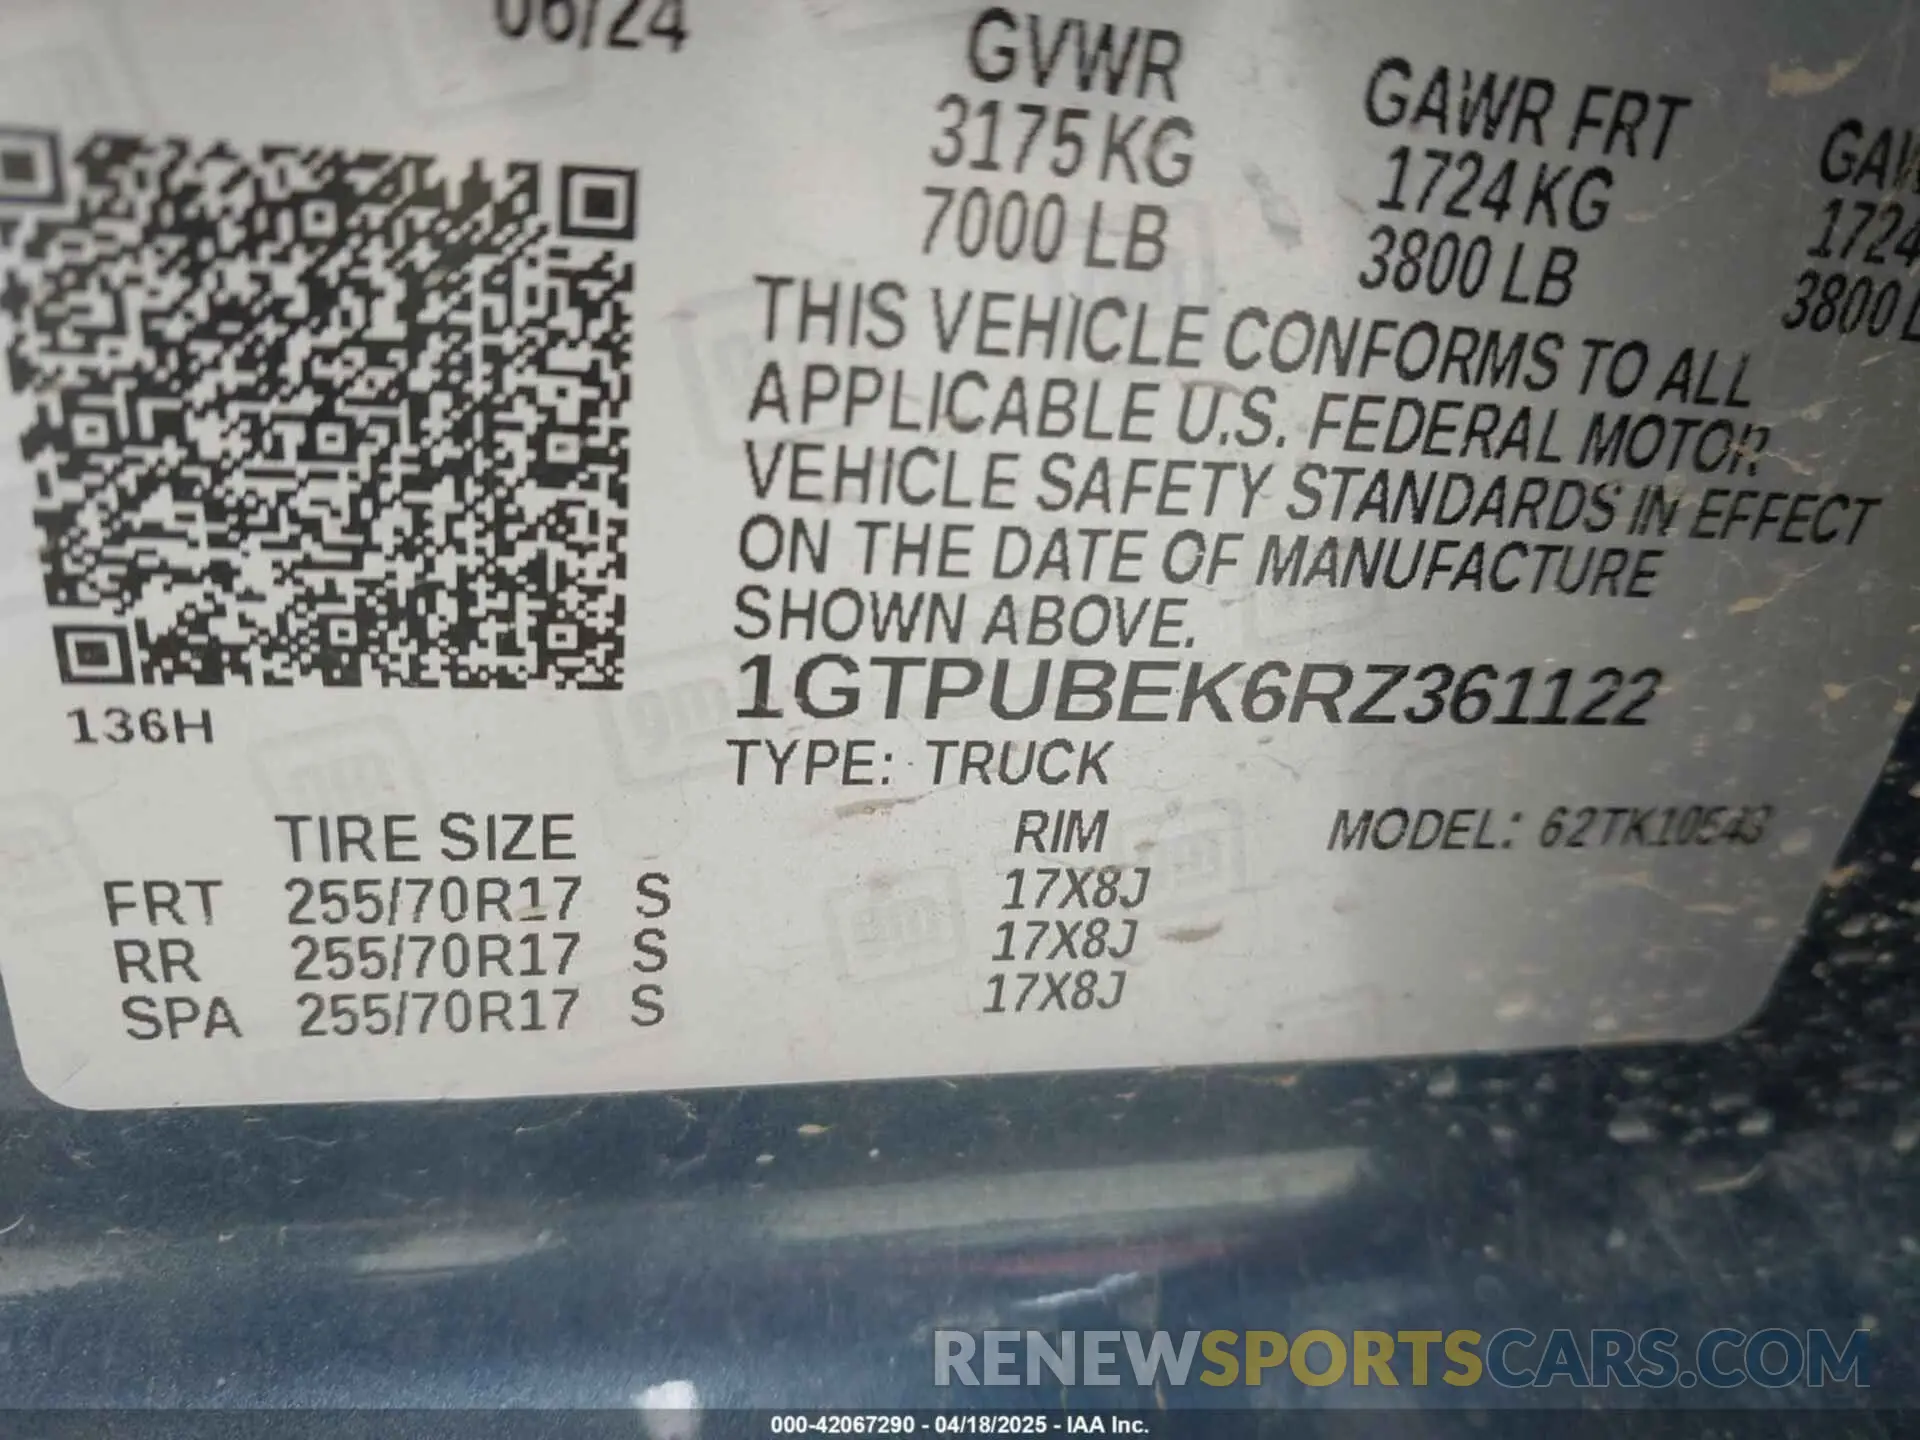 06/24
GVWR
3175 KG
7000 LB
GAWR FRT
1724 KG
3800 LB
1724
3800 L
THIS VEHICLE CONFORMS TO ALL
APPLICABLE U.S. FEDERAL MOTOR
VEHICLE SAFETY STANDARDS IN EFFECT
ON THE DATE OF MANUFACTURE
SHOWN ABOVE.
1GTPUBEK6RZ361122
136H
TYPE: TRUCK
TIRE SIZE RIM MODEL: 62TK10543
FRT 255/70R17 S 17X8J
RR 255/70R17 S 17X8J
SPA 255/70R17 S 17X8J
RENEWSPORTSCARS.COM
000-42067290 - 04/18/2025 - IAA Inc.